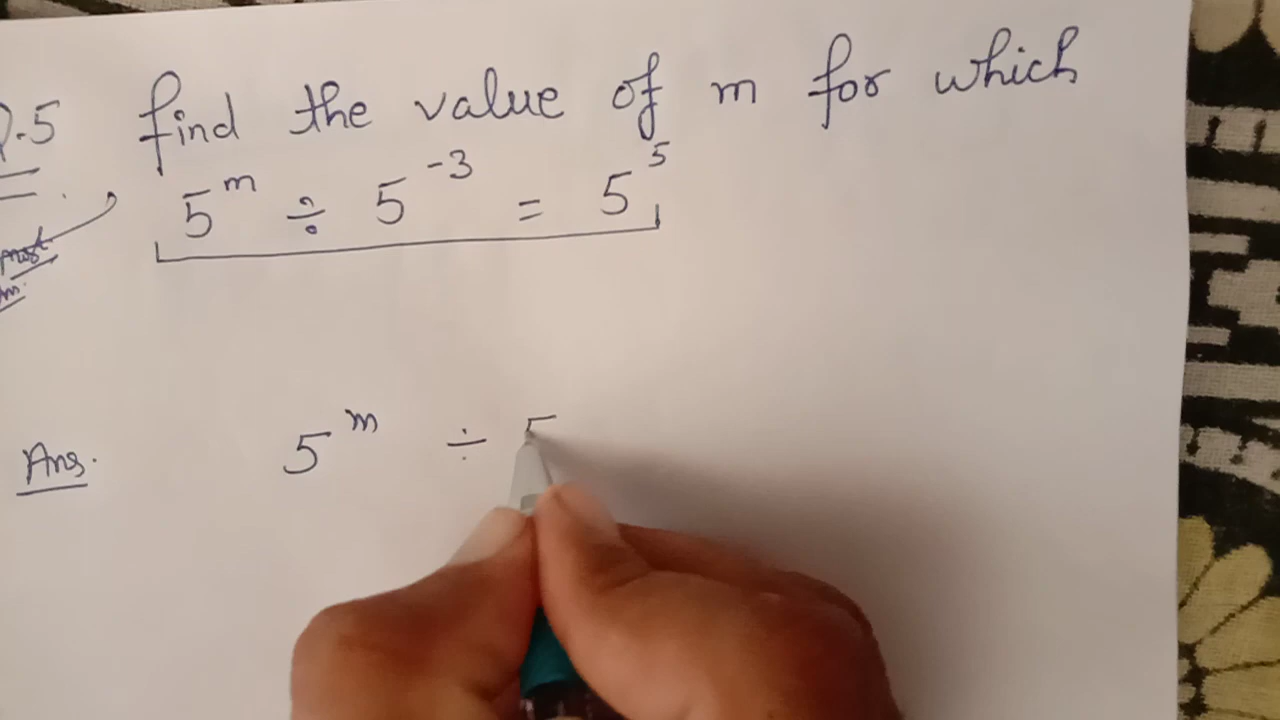 .5 find the value of m for which
5^m ÷ 5^-3 = 5^5
Ans. 5^m ÷ 5